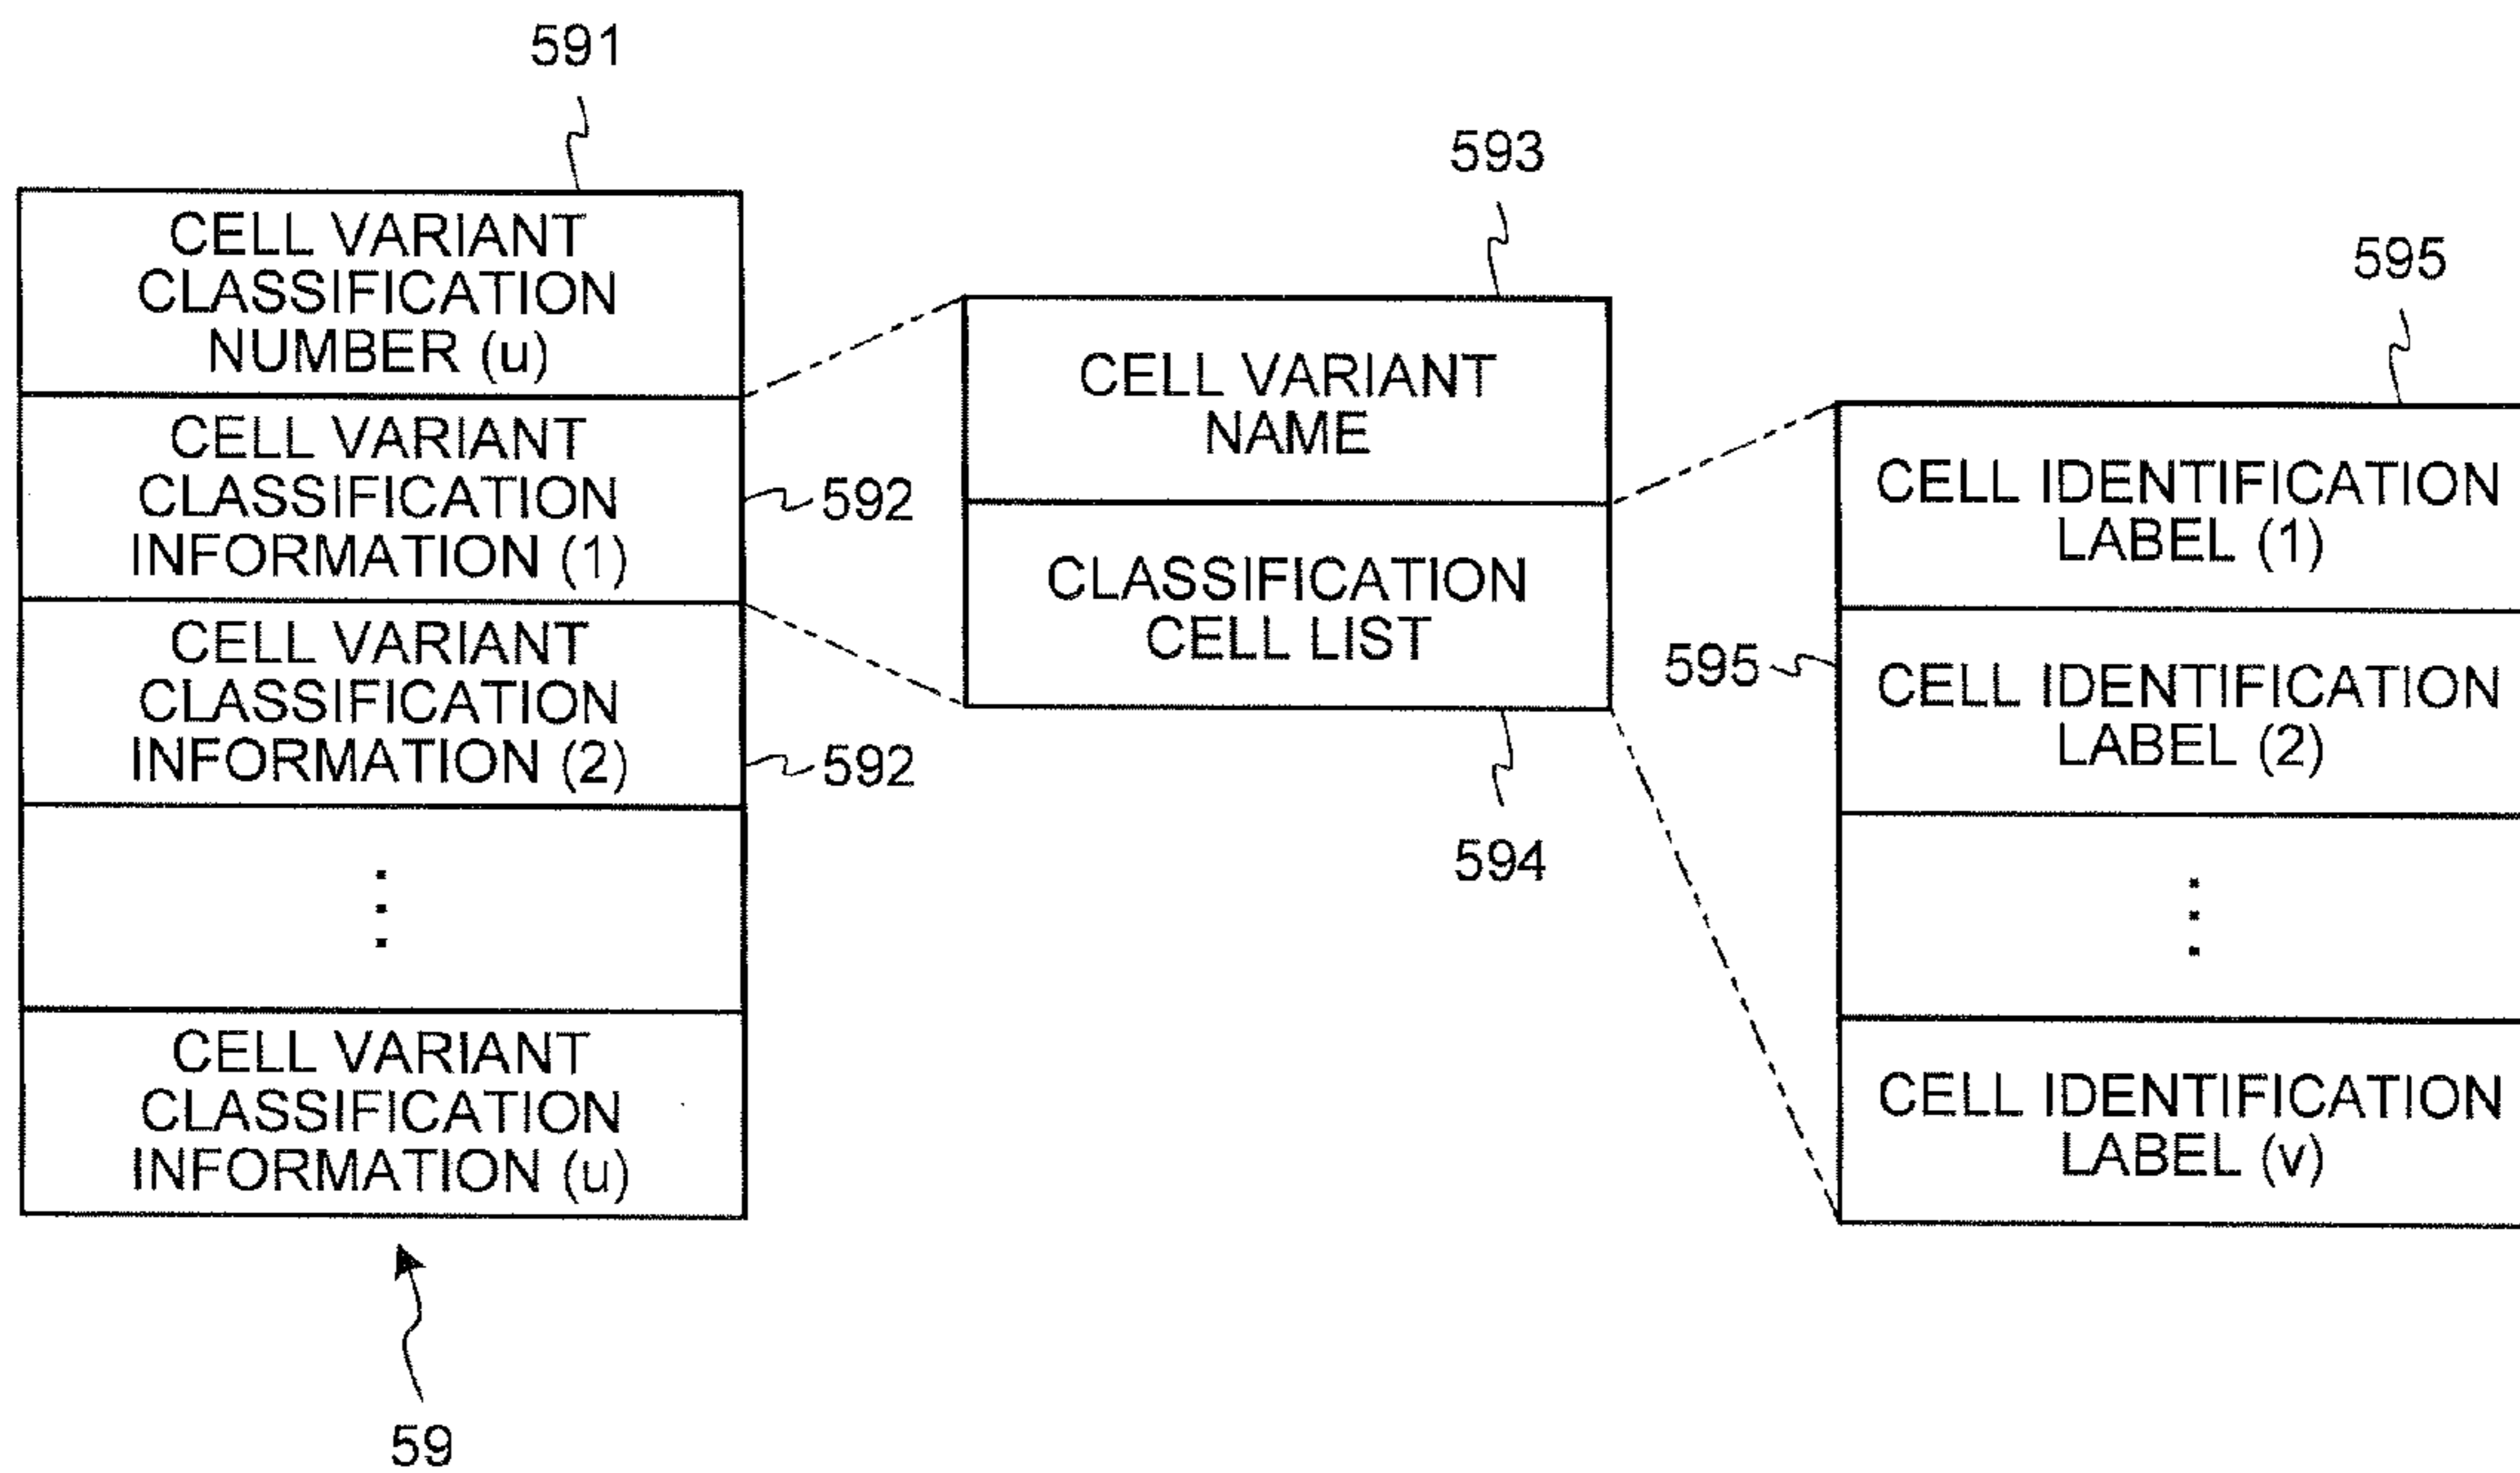 591
CELL VARIANT
CLASSIFICATION
NUMBER (u)
CELL VARIANT
CLASSIFICATION
INFORMATION (1)
592
CELL VARIANT
CLASSIFICATION
INFORMATION (2)
592
CELL VARIANT
CLASSIFICATION
INFORMATION (u)
59
593
CELL VARIANT
NAME
CLASSIFICATION
CELL LIST
594
595
CELL IDENTIFICATION
LABEL (1)
595
CELL IDENTIFICATION
LABEL (2)
CELL IDENTIFICATION
LABEL (v)